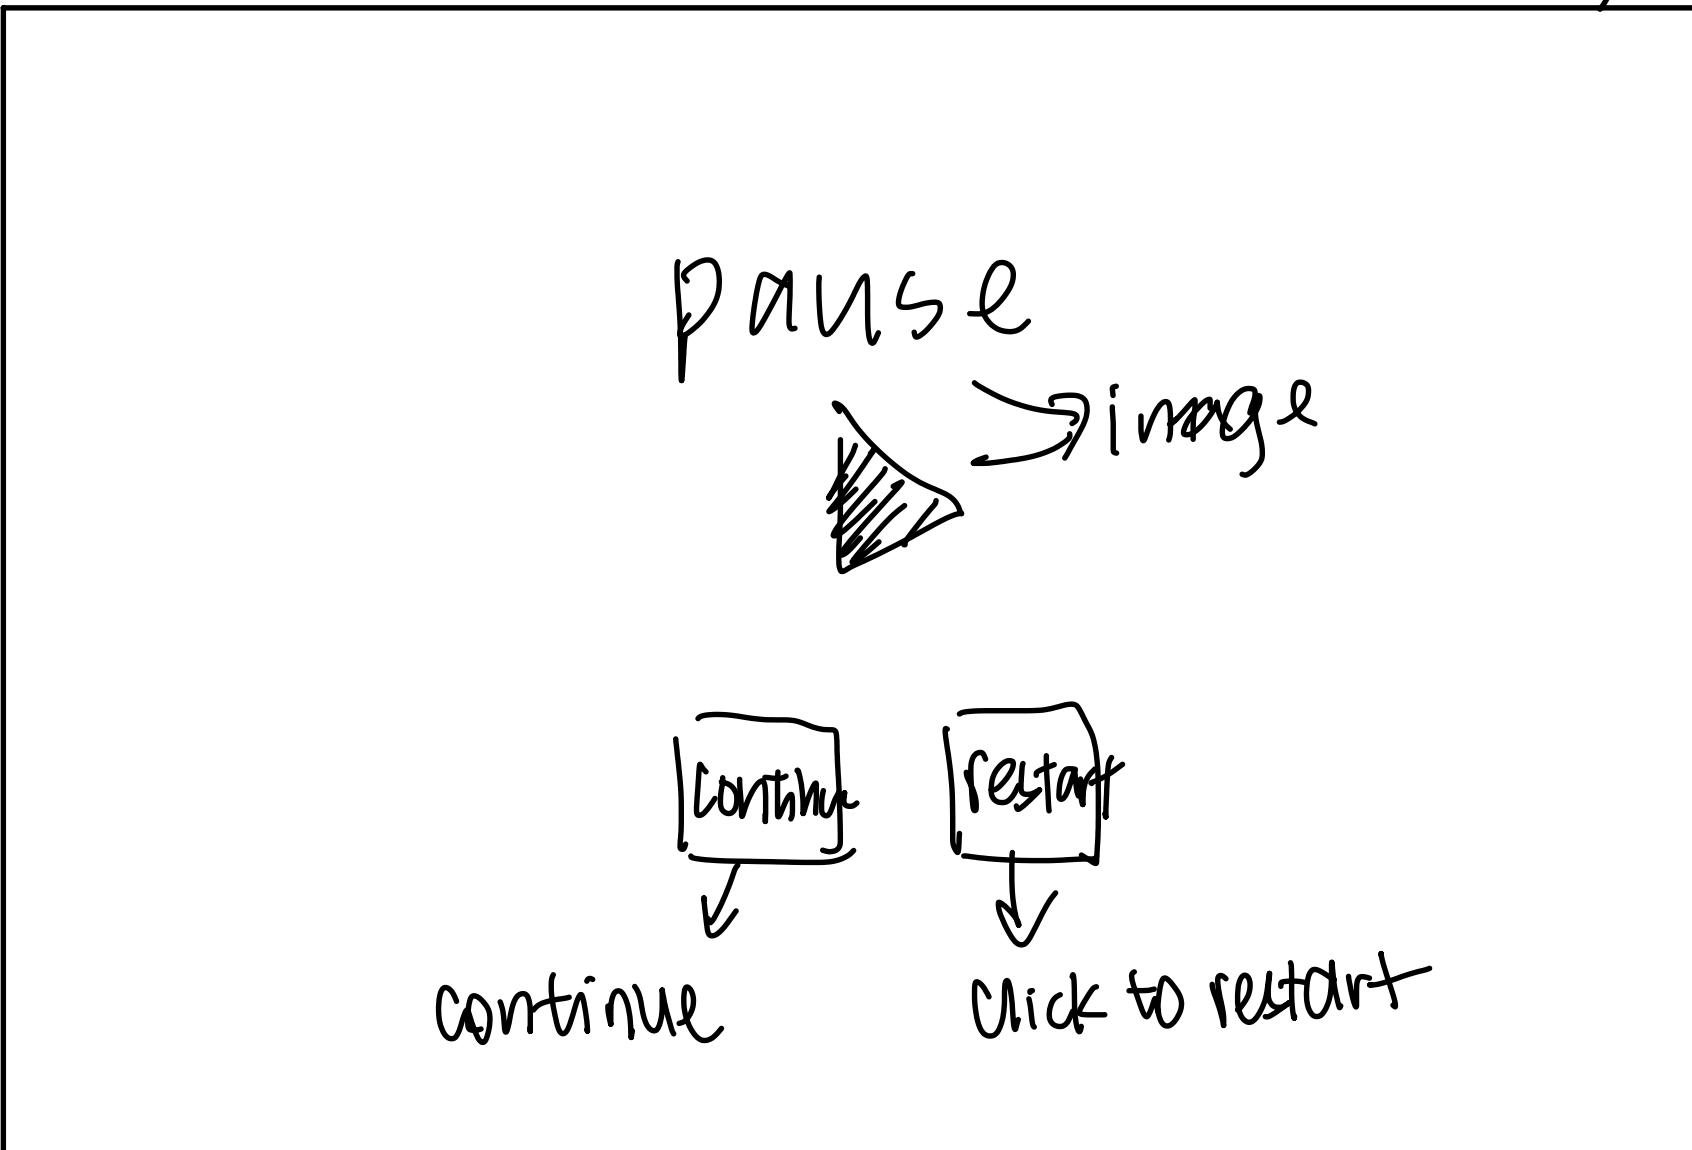 pause
image
continue
restart
continue
click to restart